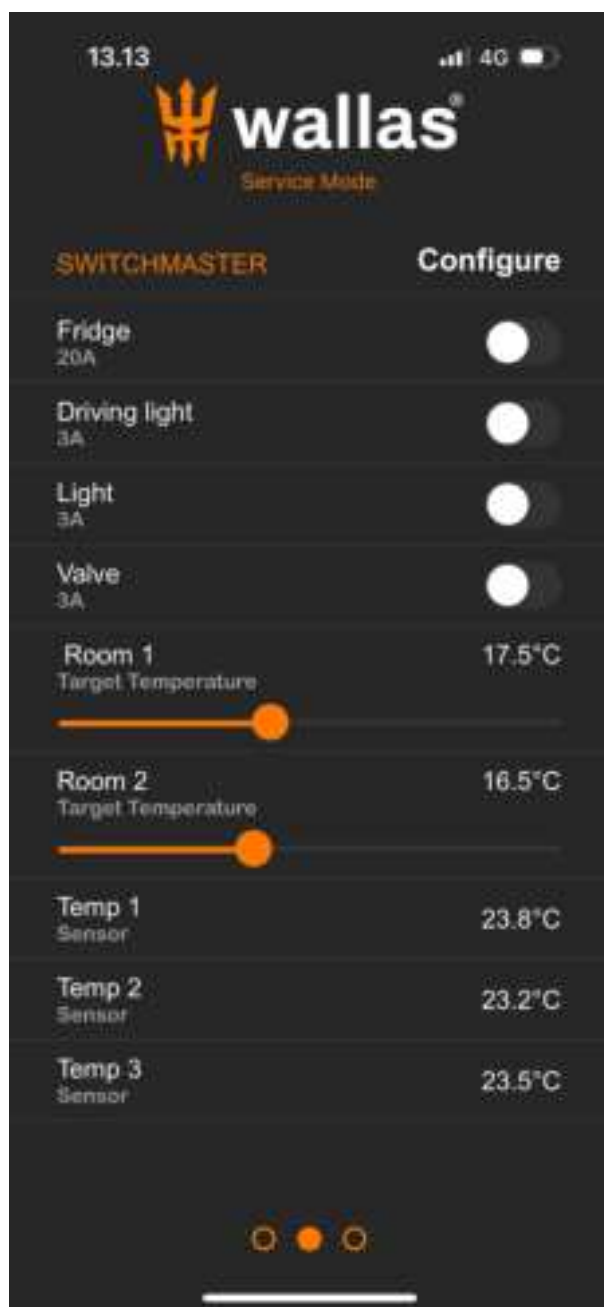 13.13 4G
wallas®
Service Mode
SWITCHMASTER Configure
Fridge
20A
Driving light
3A
Light
3A
Valve
3A
Room 1 17.5°C
Target Temperature
Room 2 16.5°C
Target Temperature
Temp 1 23.8°C
Sensor
Temp 2 23.2°C
Sensor
Temp 3 23.5°C
Sensor